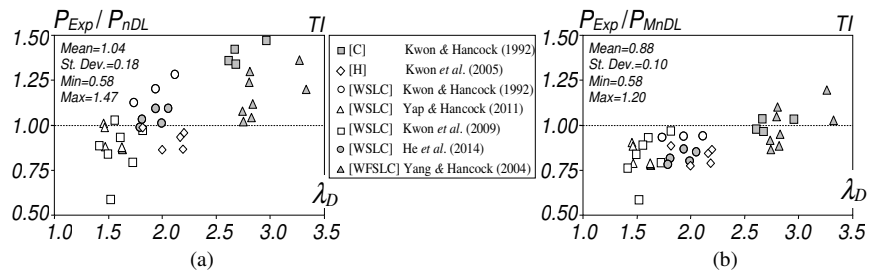 P_Exp / P_nDL
TI
1.50
1.25
1.00
0.75
0.50
Mean=1.04
St. Dev.=0.18
Min=0.58
Max=1.47
λ_D
1.0 1.5 2.0 2.5 3.0 3.5
(a)
[C] Kwon & Hancock (1992)
[H] Kwon et al. (2005)
[WSLC] Kwon & Hancock (1992)
[WSLC] Yap & Hancock (2011)
[WSLC] Kwon et al. 2009)
[WSLC] He et al. 2014)
[WFSLC] Yang & Hancock (2004)
P_Exp / P_MnDL
TI
1.50
1.25
1.00
0.75
0.50
Mean=0.88
St. Dev.=0.10
Min=0.58
Max=1.20
λ_D
1.0 1.5 2.0 2.5 3.0 3.5
(b)